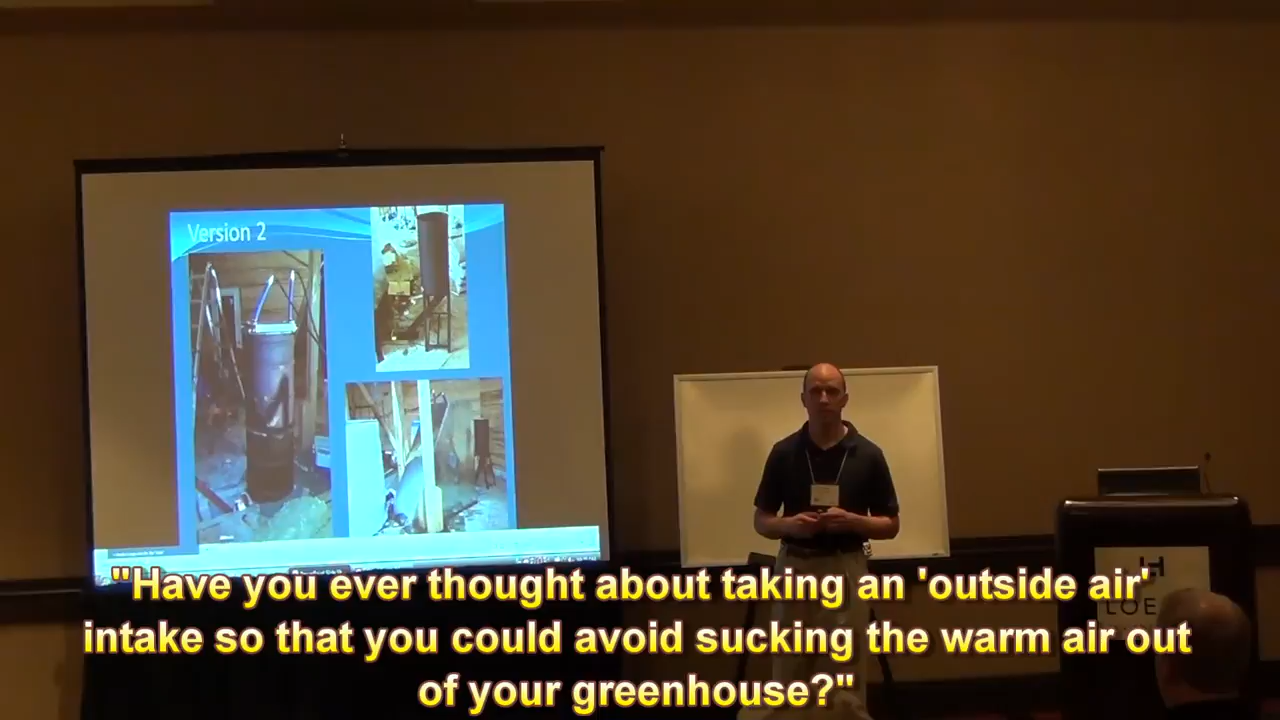 Version 2
H
LOE
"Have you ever thought about taking an 'outside air'
intake so that you could avoid sucking the warm air out
of your greenhouse?"